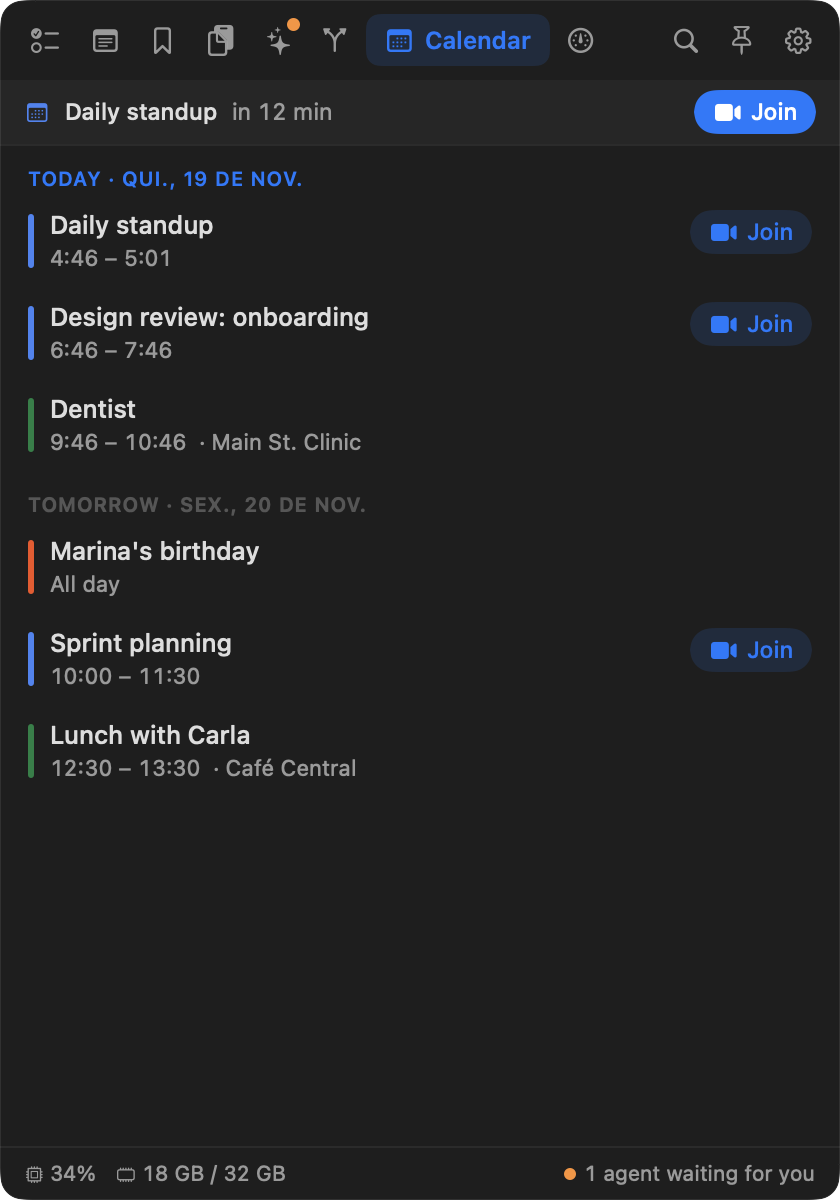 Calendar
Daily standup in 12 min
Join
TODAY · QUI., 19 DE NOV.
Daily standup
4:46 – 5:01
Join
Design review: onboarding
6:46 – 7:46
Join
Dentist
9:46 – 10:46 · Main St. Clinic
TOMORROW · SEX., 20 DE NOV.
Marina's birthday
All day
Sprint planning
10:00 – 11:30
Join
Lunch with Carla
12:30 – 13:30 · Café Central
34% 18 GB / 32 GB
1 agent waiting for you